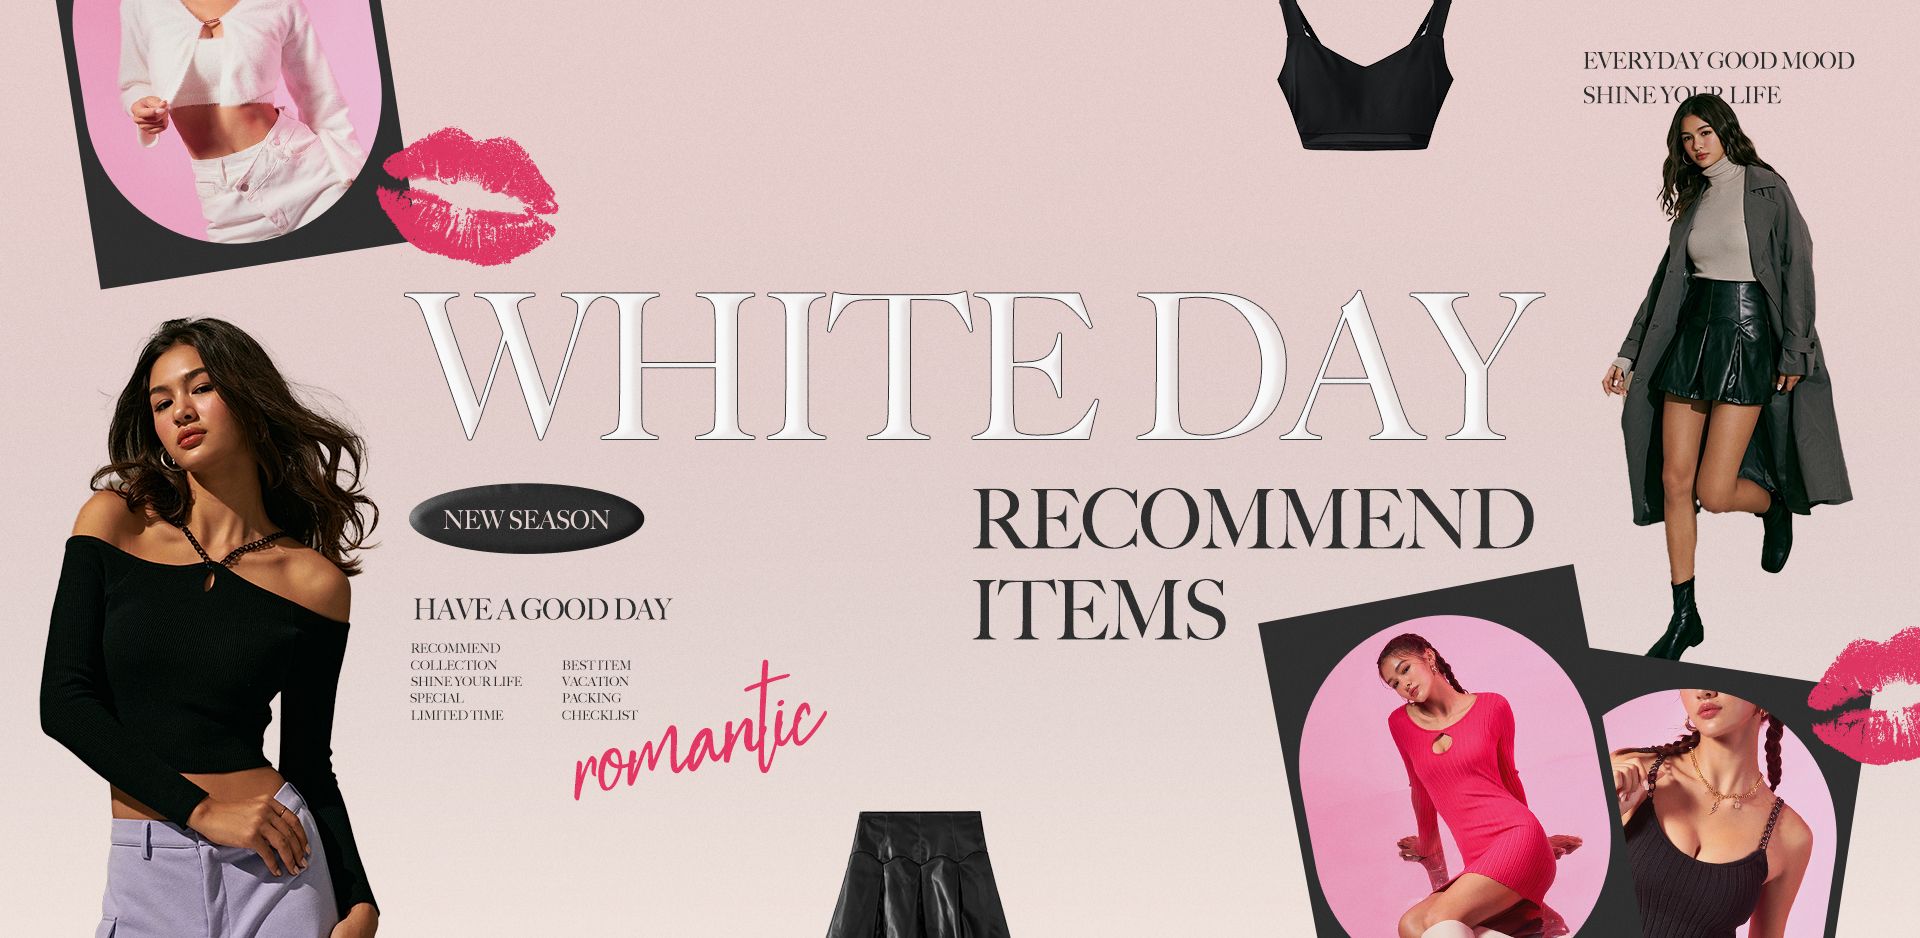 EVERYDAY GOOD MOOD
SHINE YOUR LIFE
WHITE DAY
NEW SEASON
RECOMMEND
ITEMS
HAVE A GOOD DAY
RECOMMEND
COLLECTION
SHINE YOUR LIFE
SPECIAL
LIMITED TIME
BEST ITEM
VACATION
PACKING
CHECKLIST
romantic